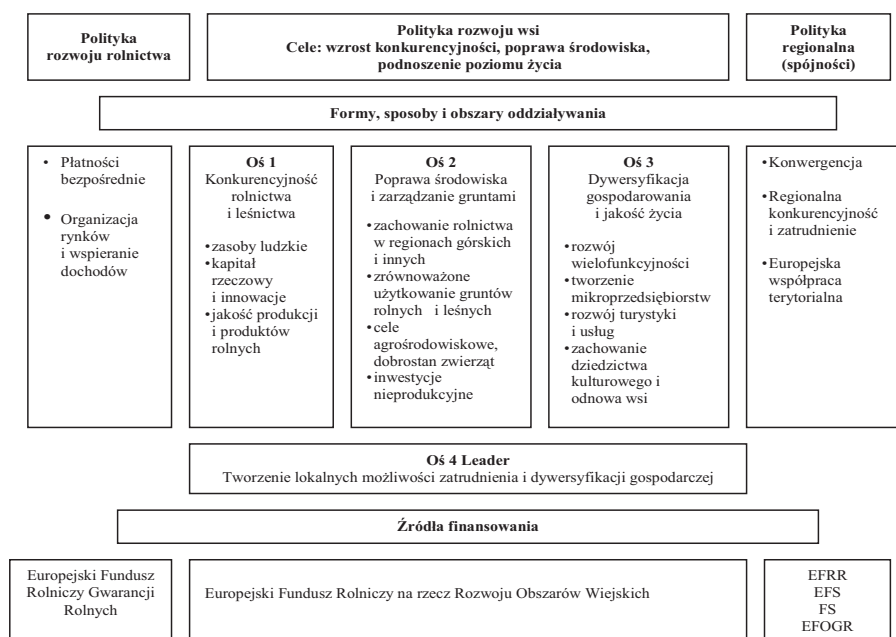 Polityka
rozwoju rolnictwa
Polityka rozwoju wsi
Cele: wzrost konkurencyjności, poprawa środowiska,
podnoszenie poziomu życia
Polityka
regionalna
(spójności)
Formy, sposoby i obszary oddziaływania
• Płatności
bezpośrednie
• Organizacja
rynków
i wspieranie
dochodów
Oś 1
Konkurencyjność
rolnictwa
i leśnictwa
•zasoby ludzkie
•kapitał
rzeczowy
i innowacje
•jakość produkcji
i produktów
rolnych
Oś 2
Poprawa środowiska
i zarządzanie gruntami
•zachowanie rolnictwa
w regionach górskich
i innych
•zrównoważone
użytkowanie gruntów
rolnych i leśnych
•cele
agrośrodowiskowe,
dobrostan zwierząt
•inwestycje
nieprodukcyjne
Oś 3
Dywersyfikacja
gospodarowania
i jakość życia
•rozwój
wielofunkcyjności
•tworzenie
mikroprzedsiębiorstw
•rozwój turystyki
i usług
•zachowanie
dziedzictwa
kulturowego i
odnowa wsi
•Konwergencja
•Regionalna
konkurencyjność
i zatrudnienie
•Europejska
współpraca
terytorialna
Oś 4 Leader
Tworzenie lokalnych możliwości zatrudnienia i dywersyfikacji gospodarczej
Źródła finansowania
Europejski Fundusz
Rolniczy Gwarancji
Rolnych
Europejski Fundusz Rolniczy na rzecz Rozwoju Obszarów Wiejskich
EFRR
EFS
FS
EFOGR